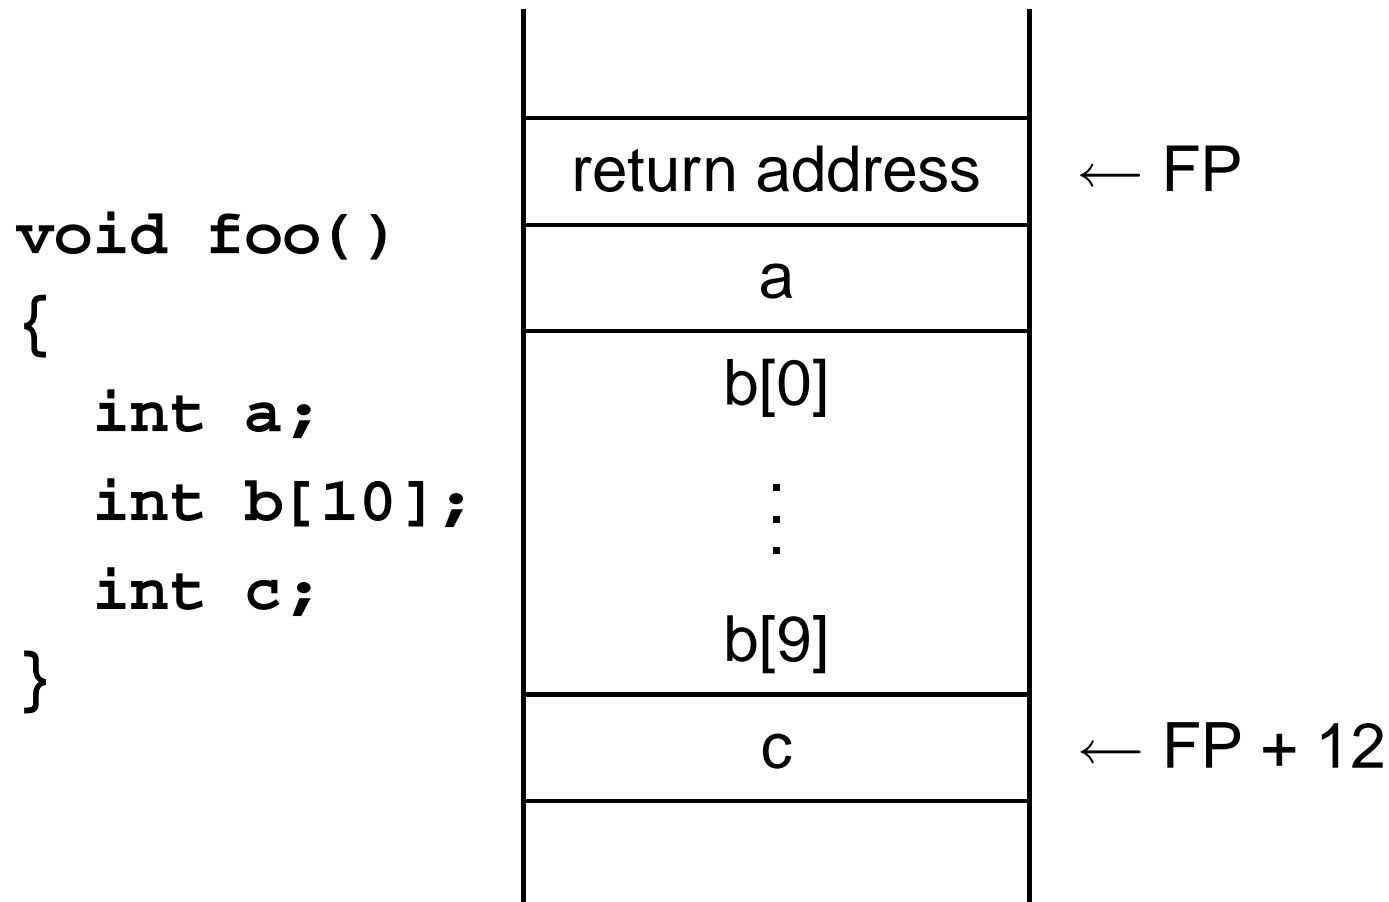 void foo()
{
int a;
int b[10];
int c;
}
return address
← FP
a
b[0]
⋮
b[9]
c
← FP + 12